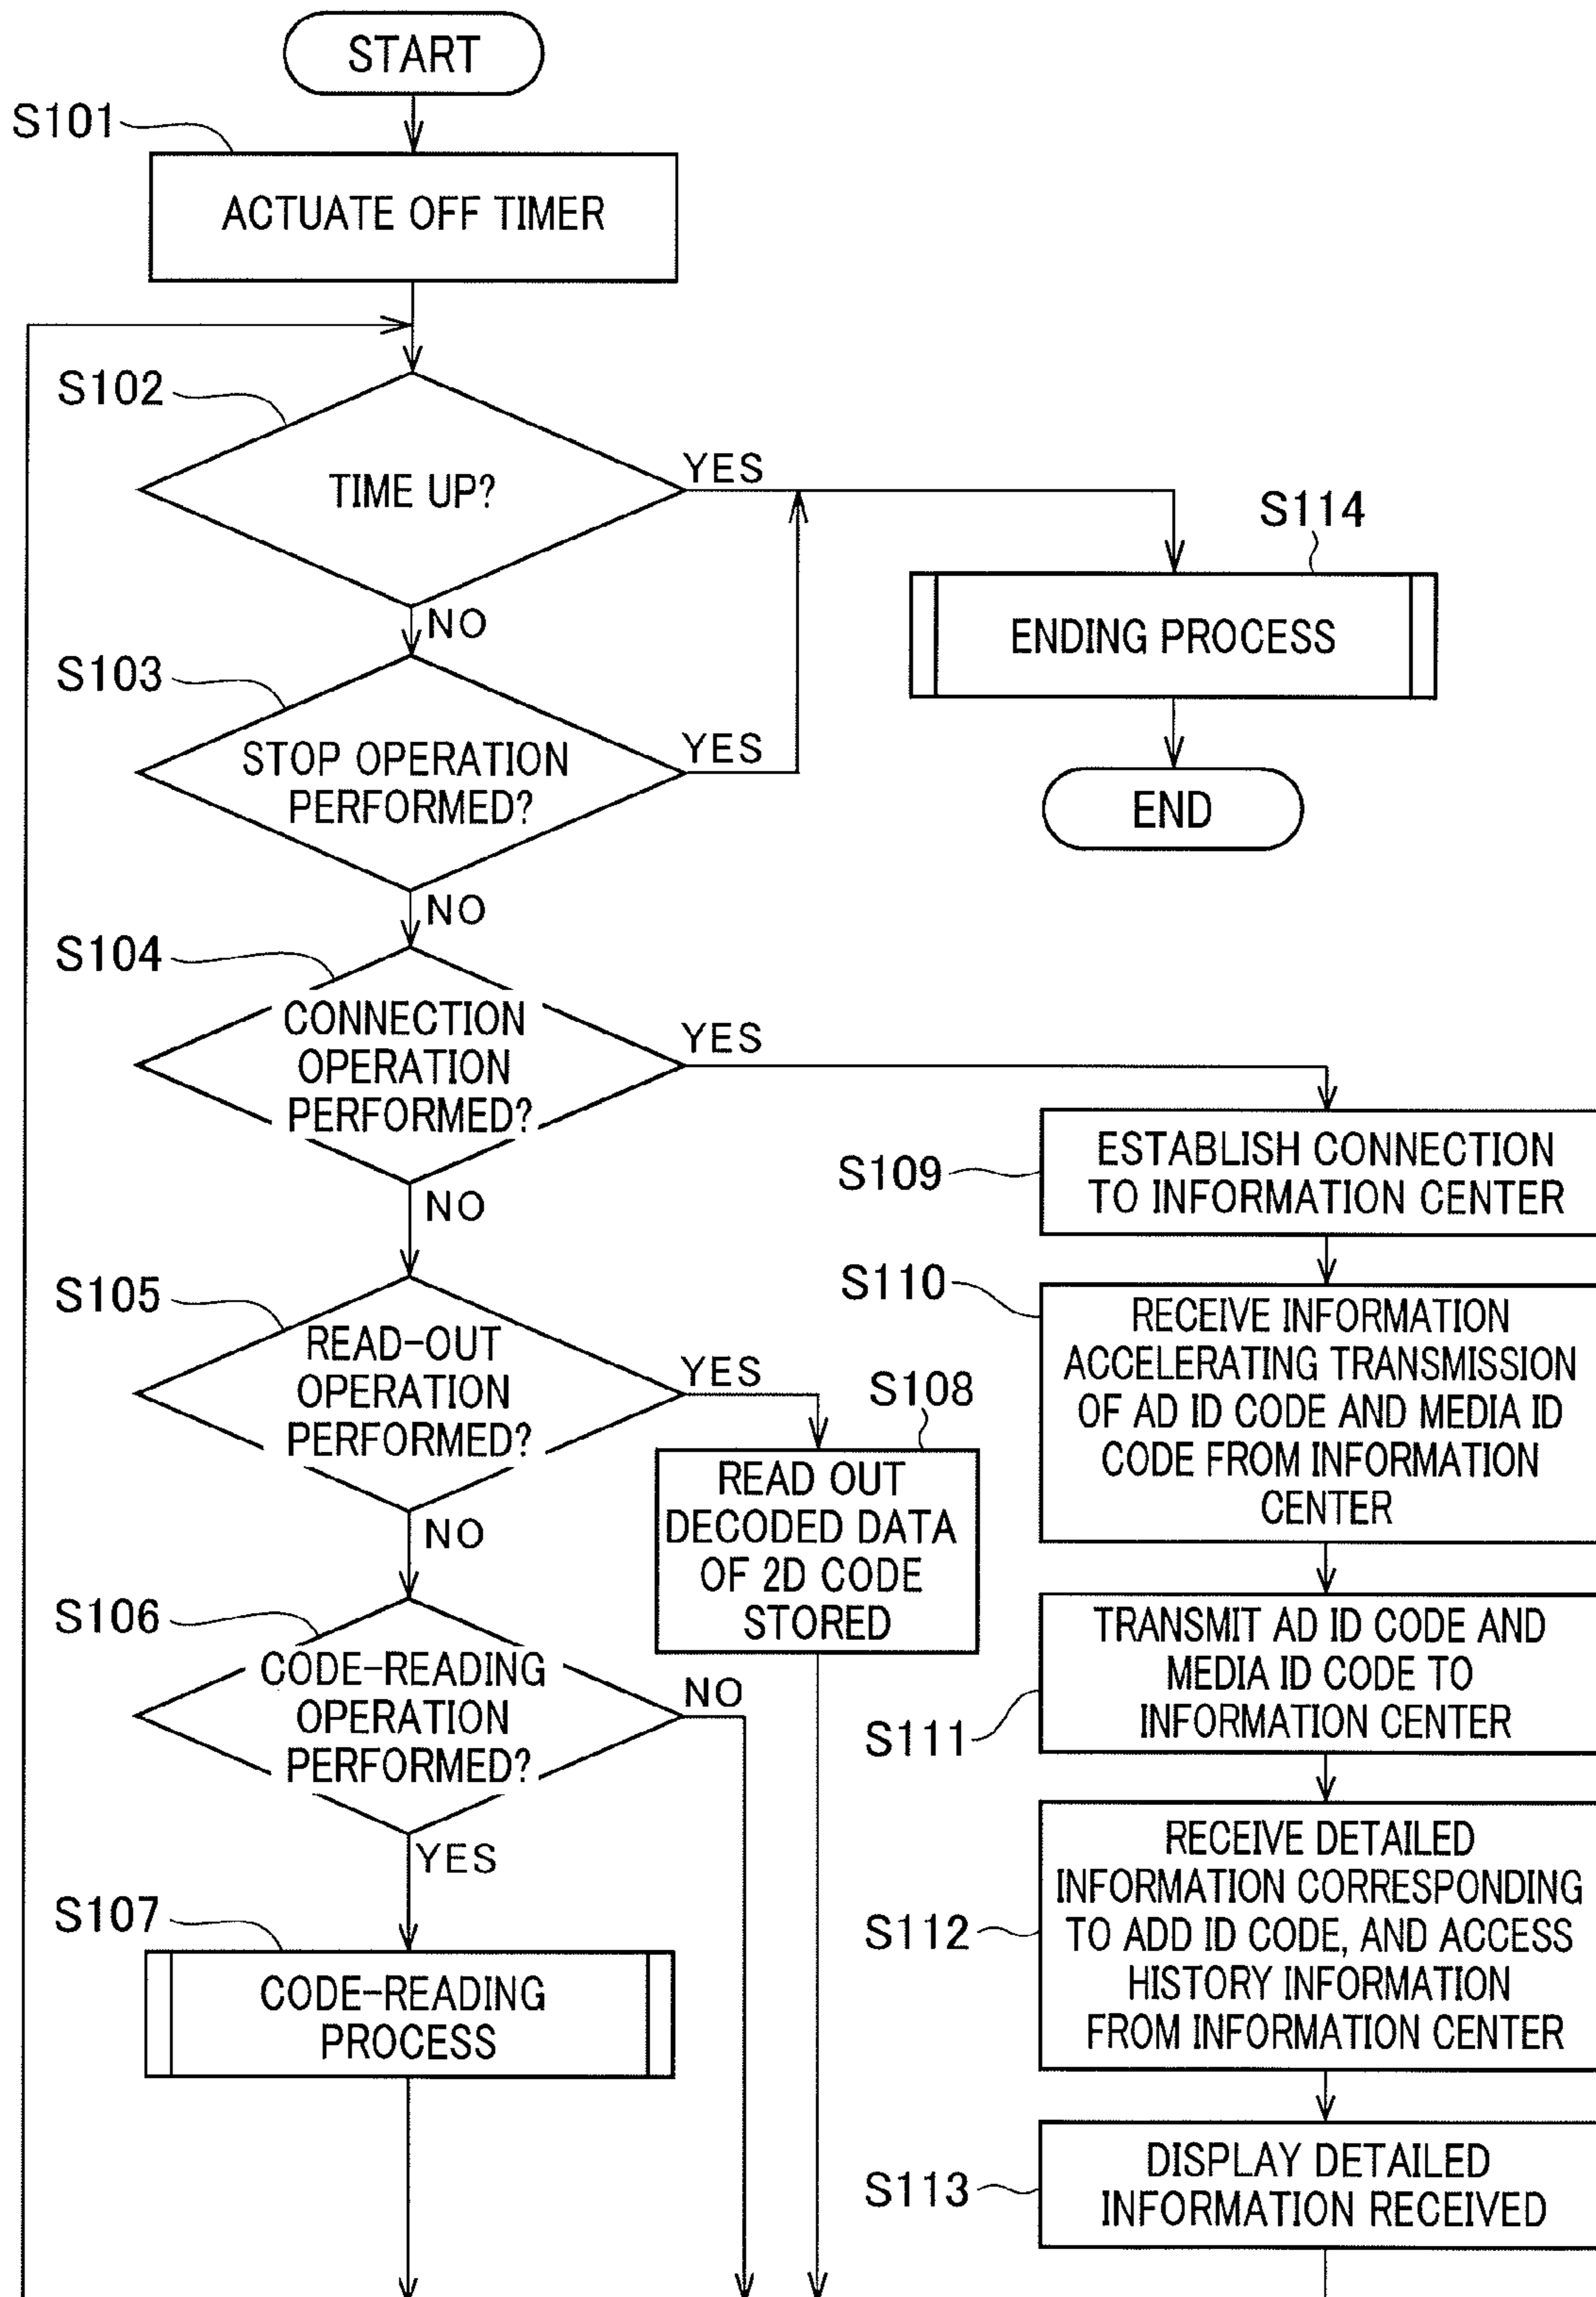 START
S101
ACTUATE OFF TIMER
S102
TIME UP?
YES
NO
S114
ENDING PROCESS
END
S103
STOP OPERATION
PERFORMED?
YES
NO
S104
CONNECTION
OPERATION
PERFORMED?
YES
NO
S109
ESTABLISH CONNECTION
TO INFORMATION CENTER
S110
RECEIVE INFORMATION
ACCELERATING TRANSMISSION
OF AD ID CODE AND MEDIA ID
CODE FROM INFORMATION
CENTER
S105
READ-OUT
OPERATION
PERFORMED?
YES
NO
S108
READ OUT
DECODED DATA
OF 2D CODE
STORED
S106
CODE-READING
OPERATION
PERFORMED?
NO
YES
S111
TRANSMIT AD ID CODE AND
MEDIA ID CODE TO
INFORMATION CENTER
S107
CODE-READING
PROCESS
S112
RECEIVE DETAILED
INFORMATION CORRESPONDING
TO ADD ID CODE, AND ACCESS
HISTORY INFORMATION
FROM INFORMATION CENTER
S113
DISPLAY DETAILED
INFORMATION RECEIVED